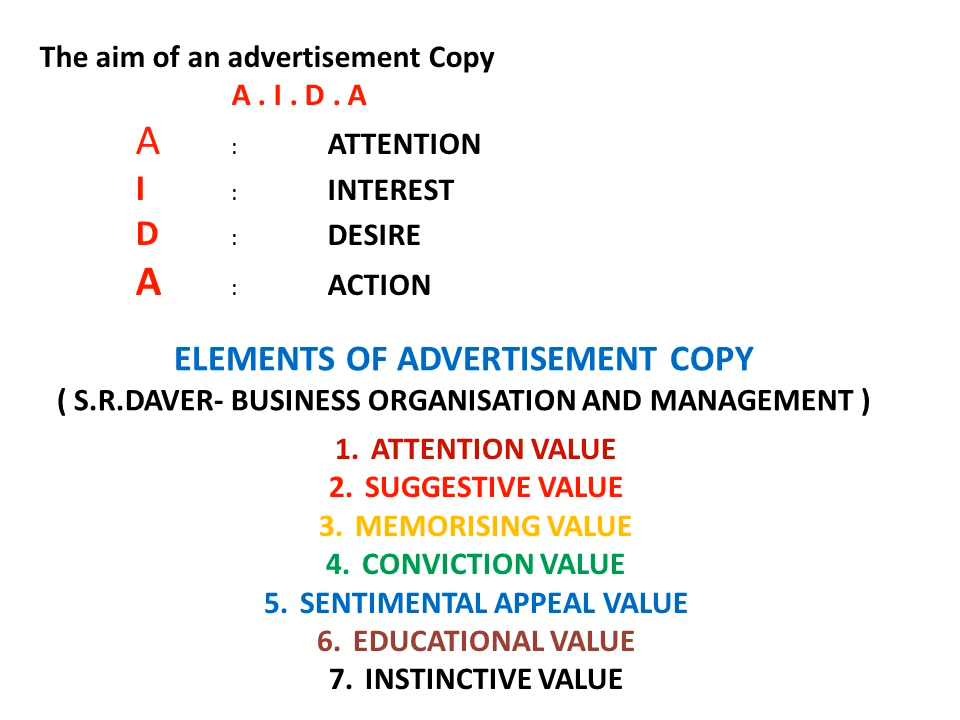 The aim of an advertisement Copy
A . I . D . A
A : ATTENTION
I : INTEREST
D : DESIRE
A : ACTION
ELEMENTS OF ADVERTISEMENT COPY
( S.R.DAVER- BUSINESS ORGANISATION AND MANAGEMENT )
1. ATTENTION VALUE
2. SUGGESTIVE VALUE
3. MEMORISING VALUE
4. CONVICTION VALUE
5. SENTIMENTAL APPEAL VALUE
6. EDUCATIONAL VALUE
7. INSTINCTIVE VALUE